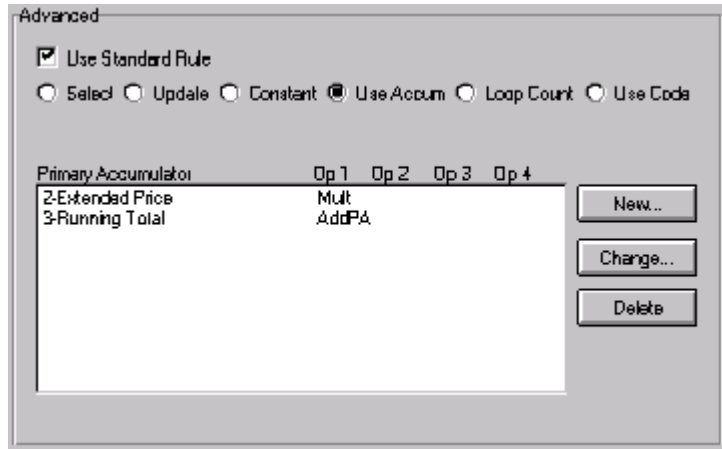 Advanced
Use Standard Rule
Select Update Constant Use Accum Loop Count Use Code
Primary Accumulator Op 1 Op 2 Op 3 Op 4
2-Extended Price Mult
3-Running Total AddPA
New...
Change...
Delete